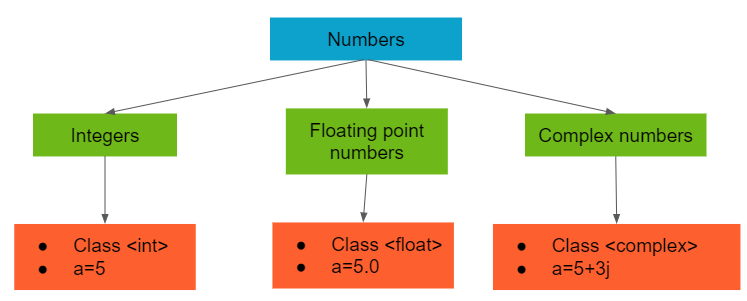 Numbers
Integers
Floating point
numbers
Complex numbers
● Class <int>
● a=5
● Class <float>
● a=5.0
● Class <complex>
● a=5+3j